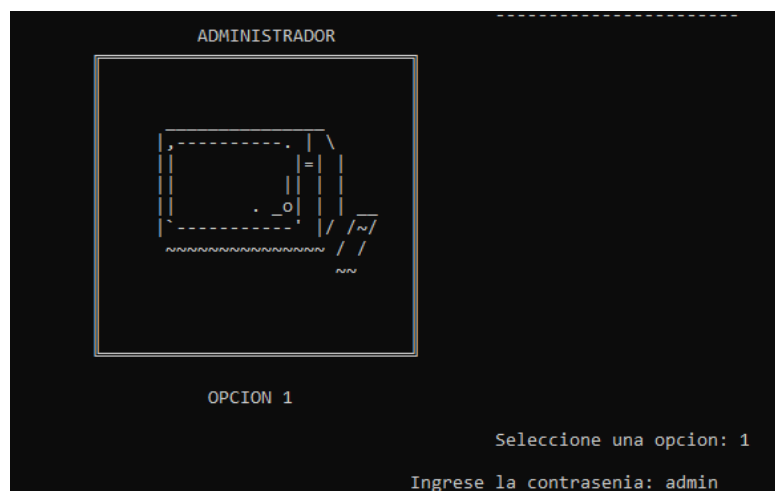 ADMINISTRADOR
OPCION 1
Seleccione una opcion: 1
Ingrese la contrasenia: admin